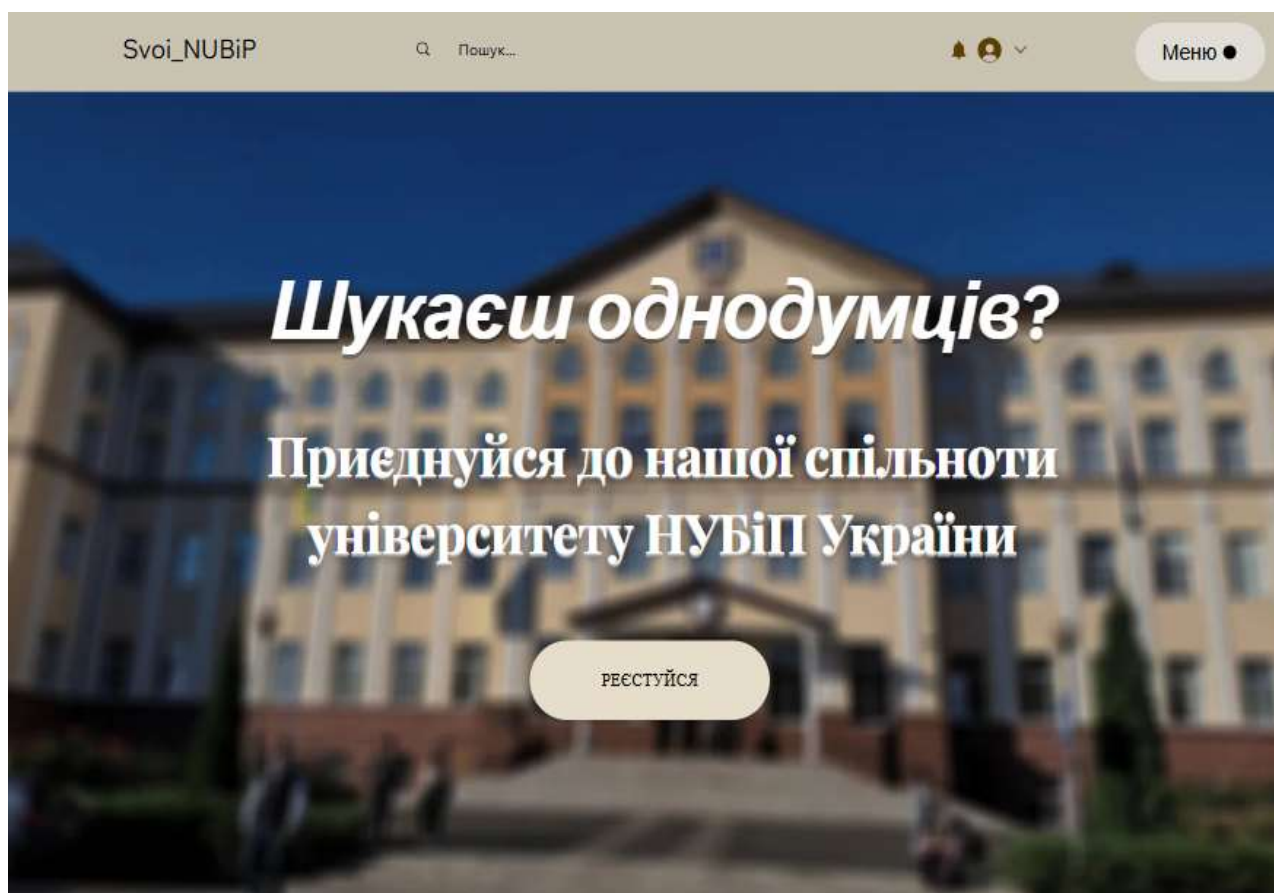 Svoi_NUBiP
Пошук...
Меню
Шукаєш однодумців?
Приєднуйся до нашої спільноти
університету НУБіП України
РЕЄСТУЙСЯ